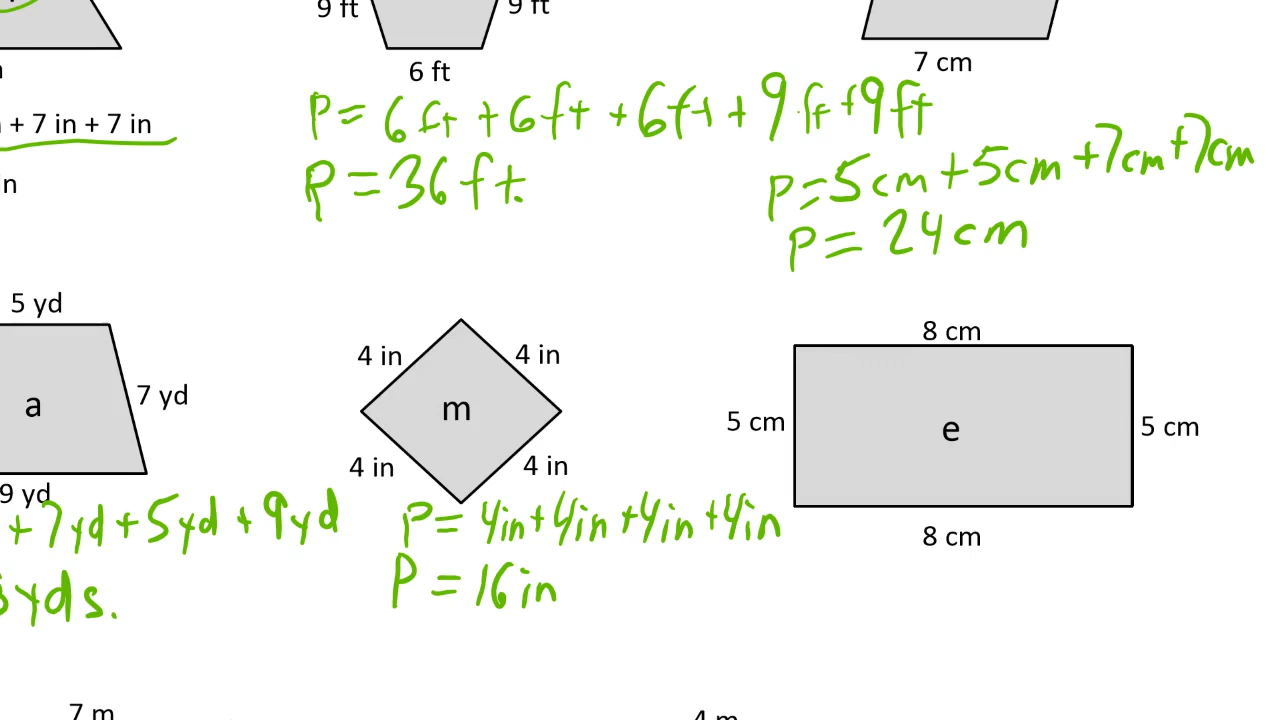 9 ft
9 ft
6 ft
7 cm
+ 7 in + 7 in
P = 6 ft + 6 ft + 6 ft + 9 ft + 9 ft
P = 36 ft.
P = 5 cm + 5 cm + 7 cm + 7 cm
P = 24 cm
5 yd
a
7 yd
9 yd
+ 7 yd + 5 yd + 9 yd
yds.
4 in
4 in
m
4 in
4 in
P = 4 in + 4 in + 4 in + 4 in
P = 16 in
8 cm
5 cm
e
5 cm
8 cm
7 m
4 m